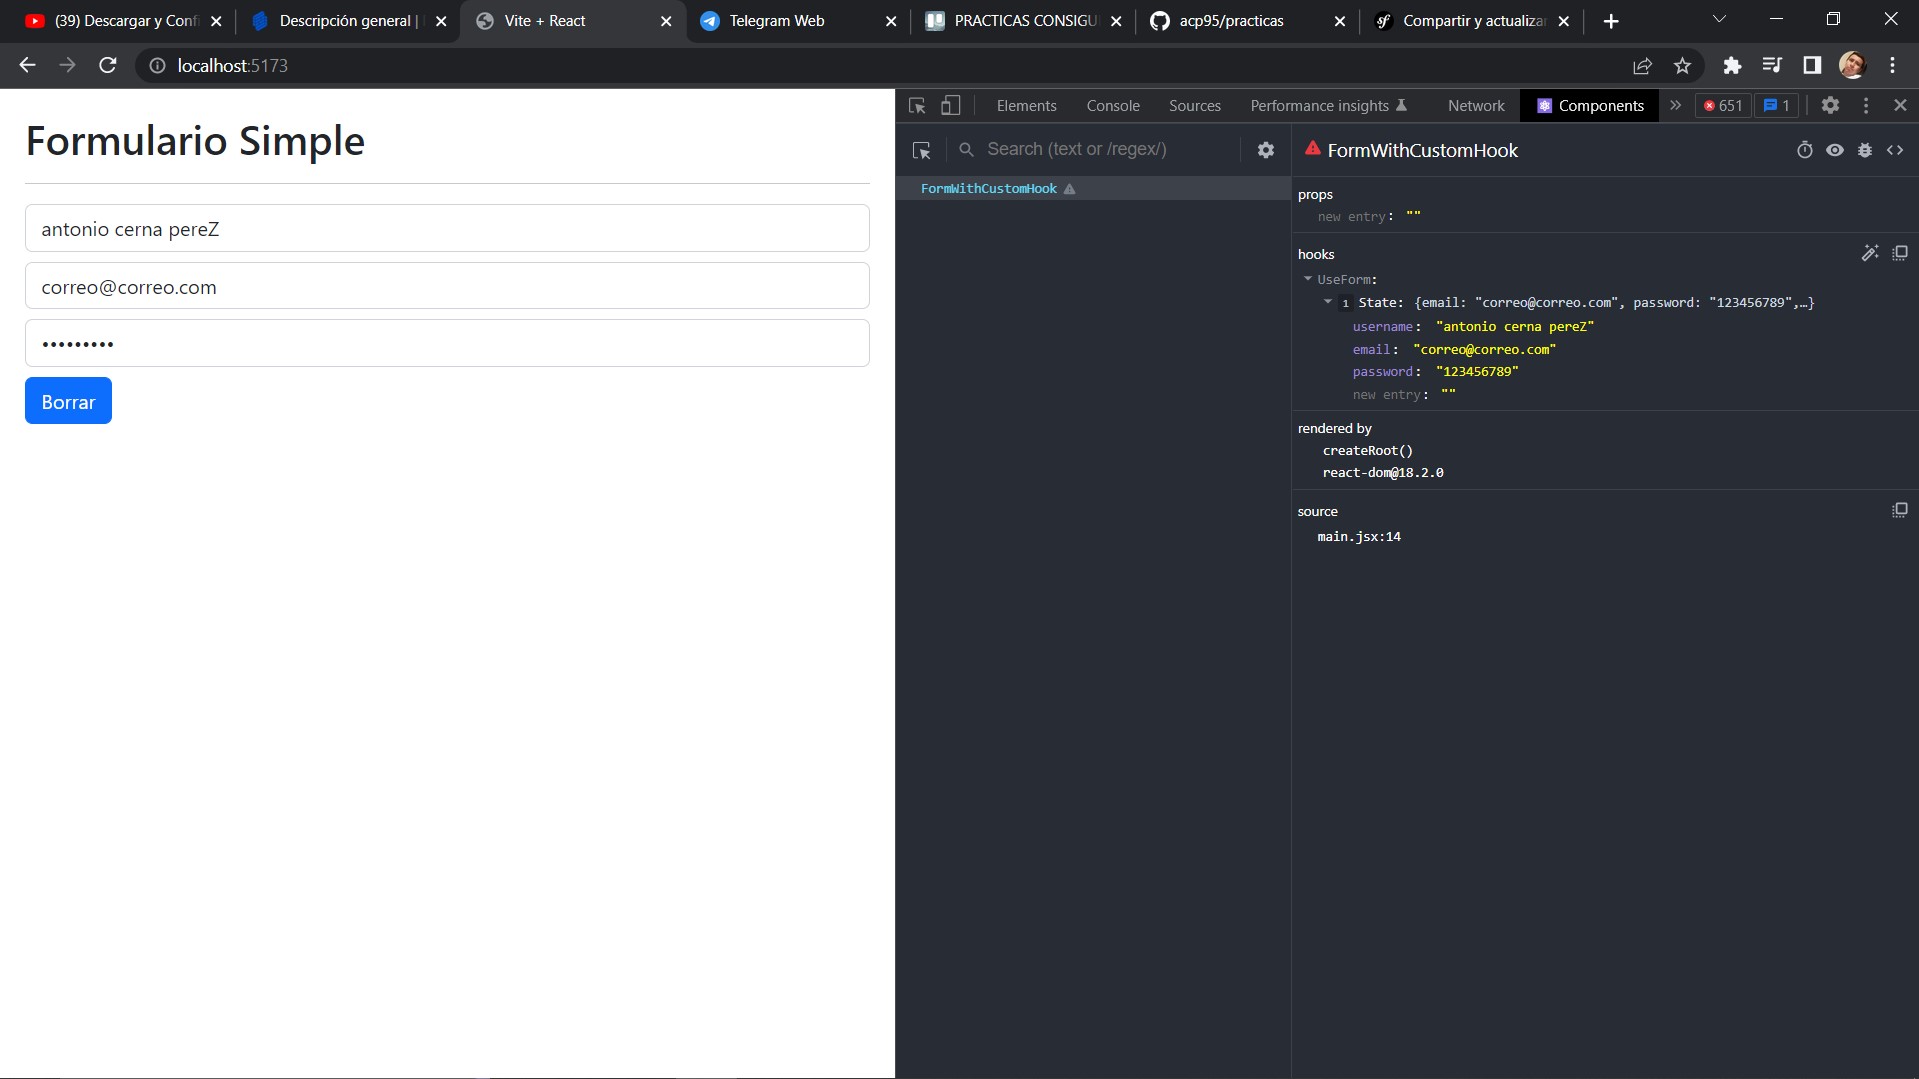 (39) Descargar y Conf
Descripción general |
Vite + React
Telegram Web
PRACTICAS CONSIGU
acp95/practicas
Compartir y actualizar
localhost:5173
Formulario Simple
antonio cerna pereZ
correo@correo.com
•••••••••
Borrar
Elements
Console
Sources
Performance insights
Network
Components
651
1
Search (text or /regex/)
FormWithCustomHook
FormWithCustomHook
props
new entry: ""
hooks
UseForm:
1 State: {email: "correo@correo.com", password: "123456789",…}
username: "antonio cerna pereZ"
email: "correo@correo.com"
password: "123456789"
new entry: ""
rendered by
createRoot()
react-dom@18.2.0
source
main.jsx:14